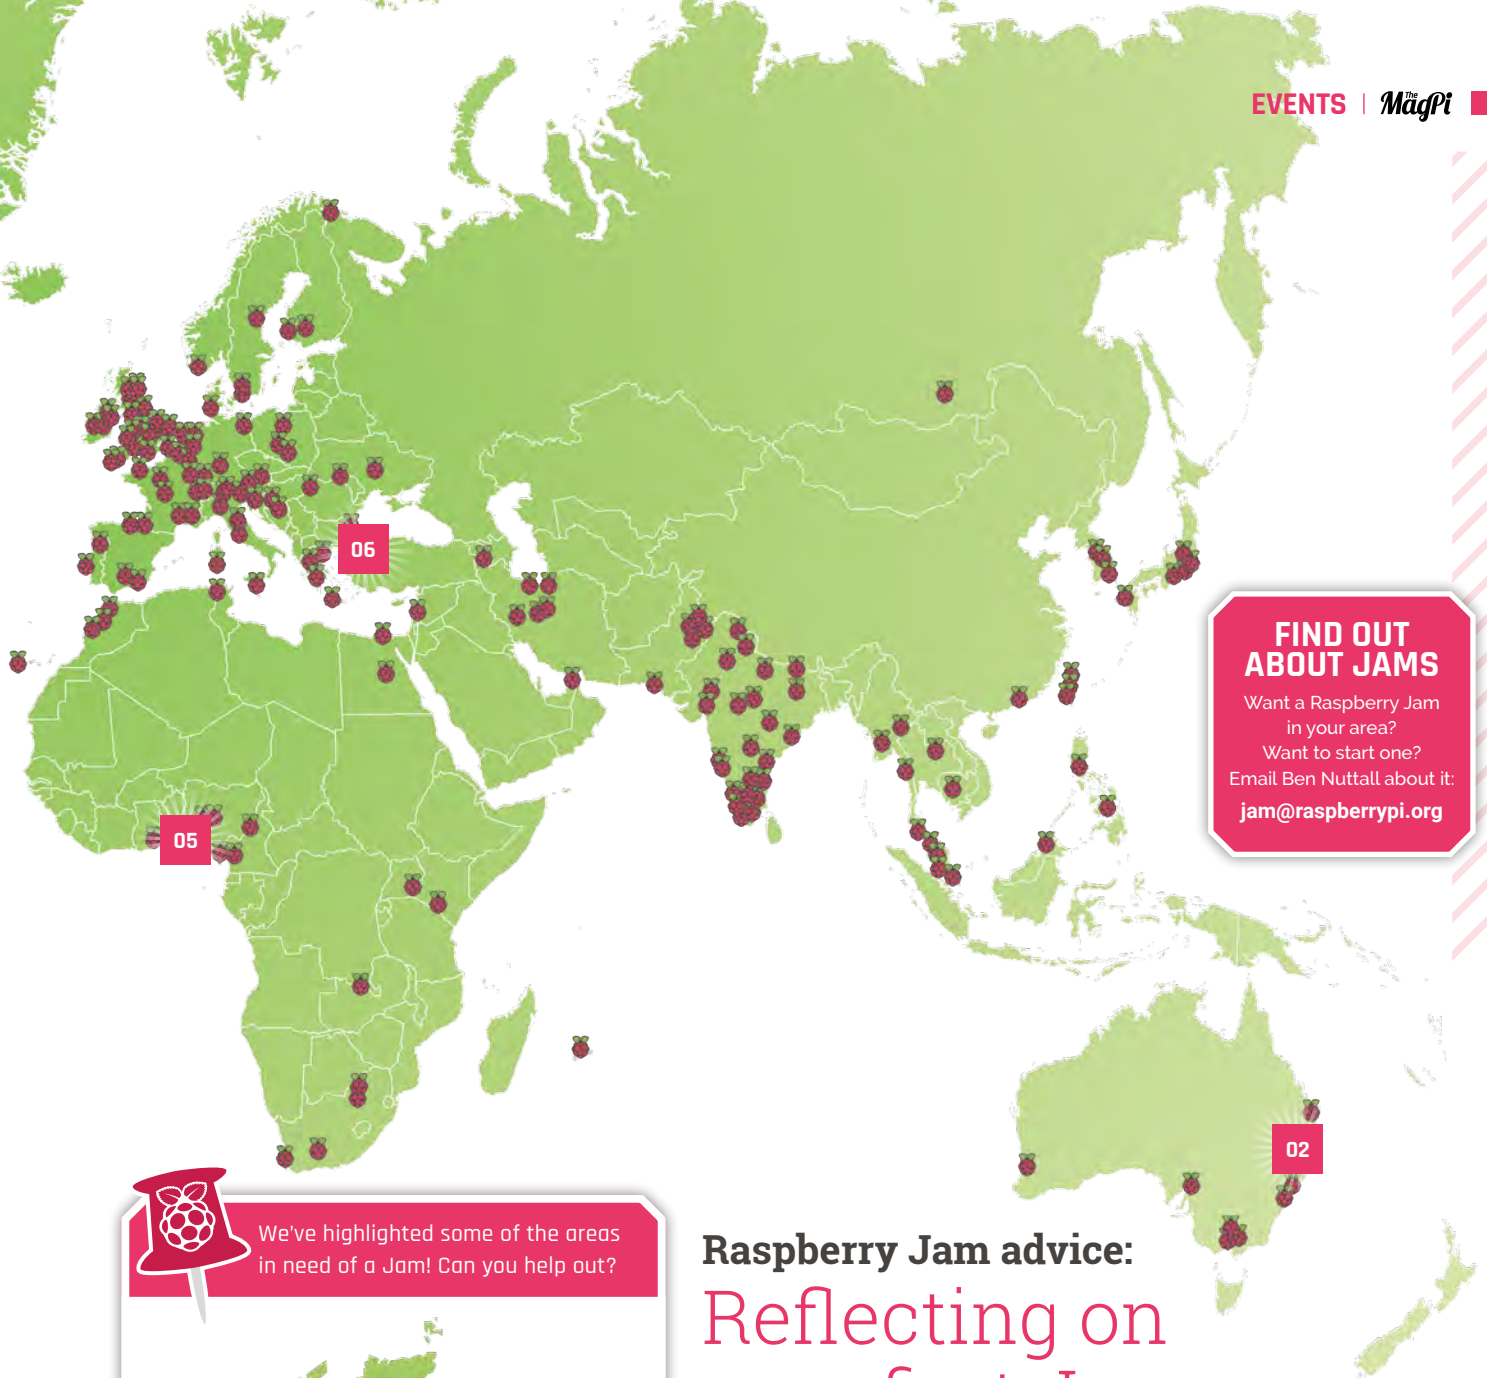 EVENTS | The MagPi
06
FIND OUT
ABOUT JAMS
Want a Raspberry Jam
in your area?
Want to start one?
Email Ben Nuttall about it:
jam@raspberrypi.org
05
02
We've highlighted some of the areas
in need of a Jam! Can you help out?
Raspberry Jam advice:
Reflecting on